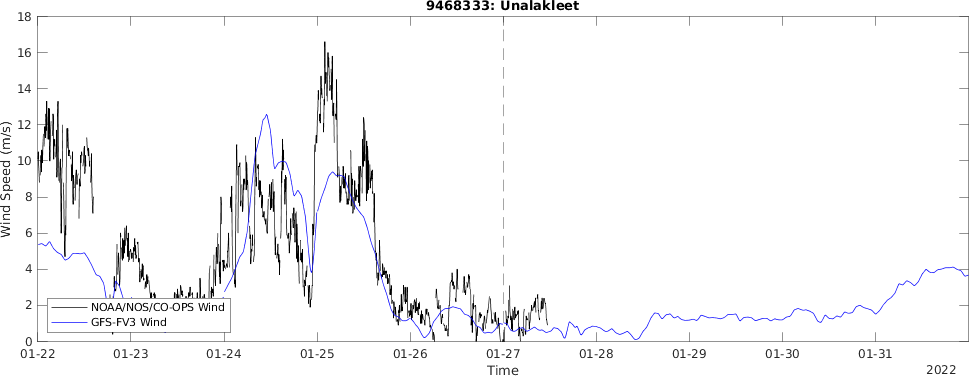 9468333: Unalakleet
Wind Speed (m/s)
18
16
14
12
10
8
6
4
2
0
NOAA/NOS/CO-OPS Wind
GFS-FV3 Wind
01-22 01-23 01-24 01-25 01-26 01-27 01-28 01-29 01-30 01-31
Time
2022